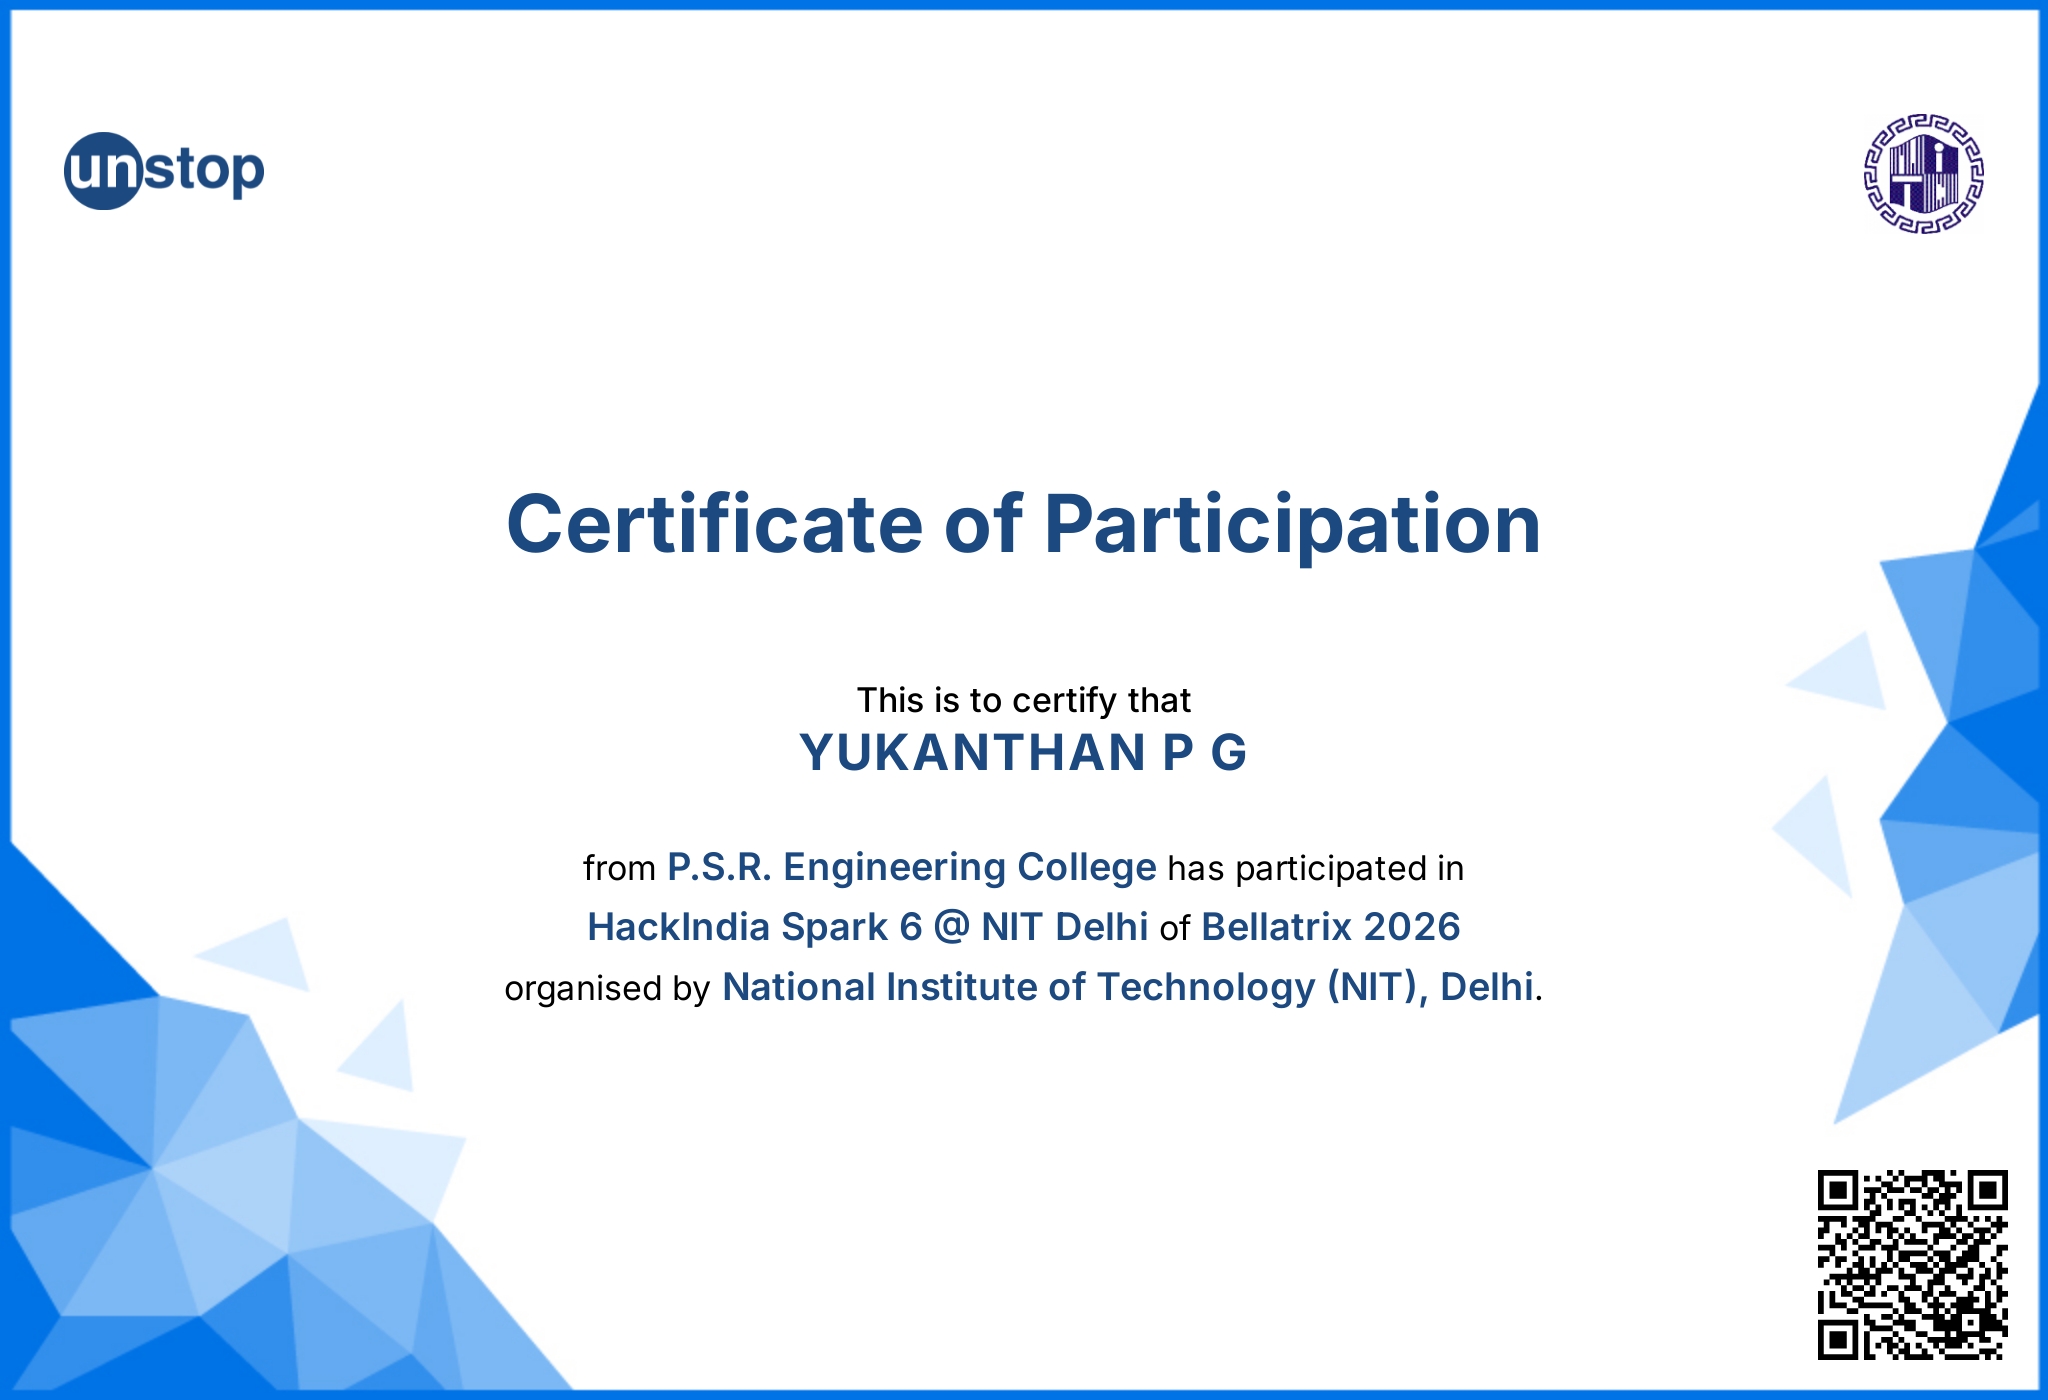 unstop
Certificate of Participation
This is to certify that
YUKANTHAN P G
from P.S.R. Engineering College has participated in
HackIndia Spark 6 @ NIT Delhi of Bellatrix 2026
organised by National Institute of Technology (NIT), Delhi.